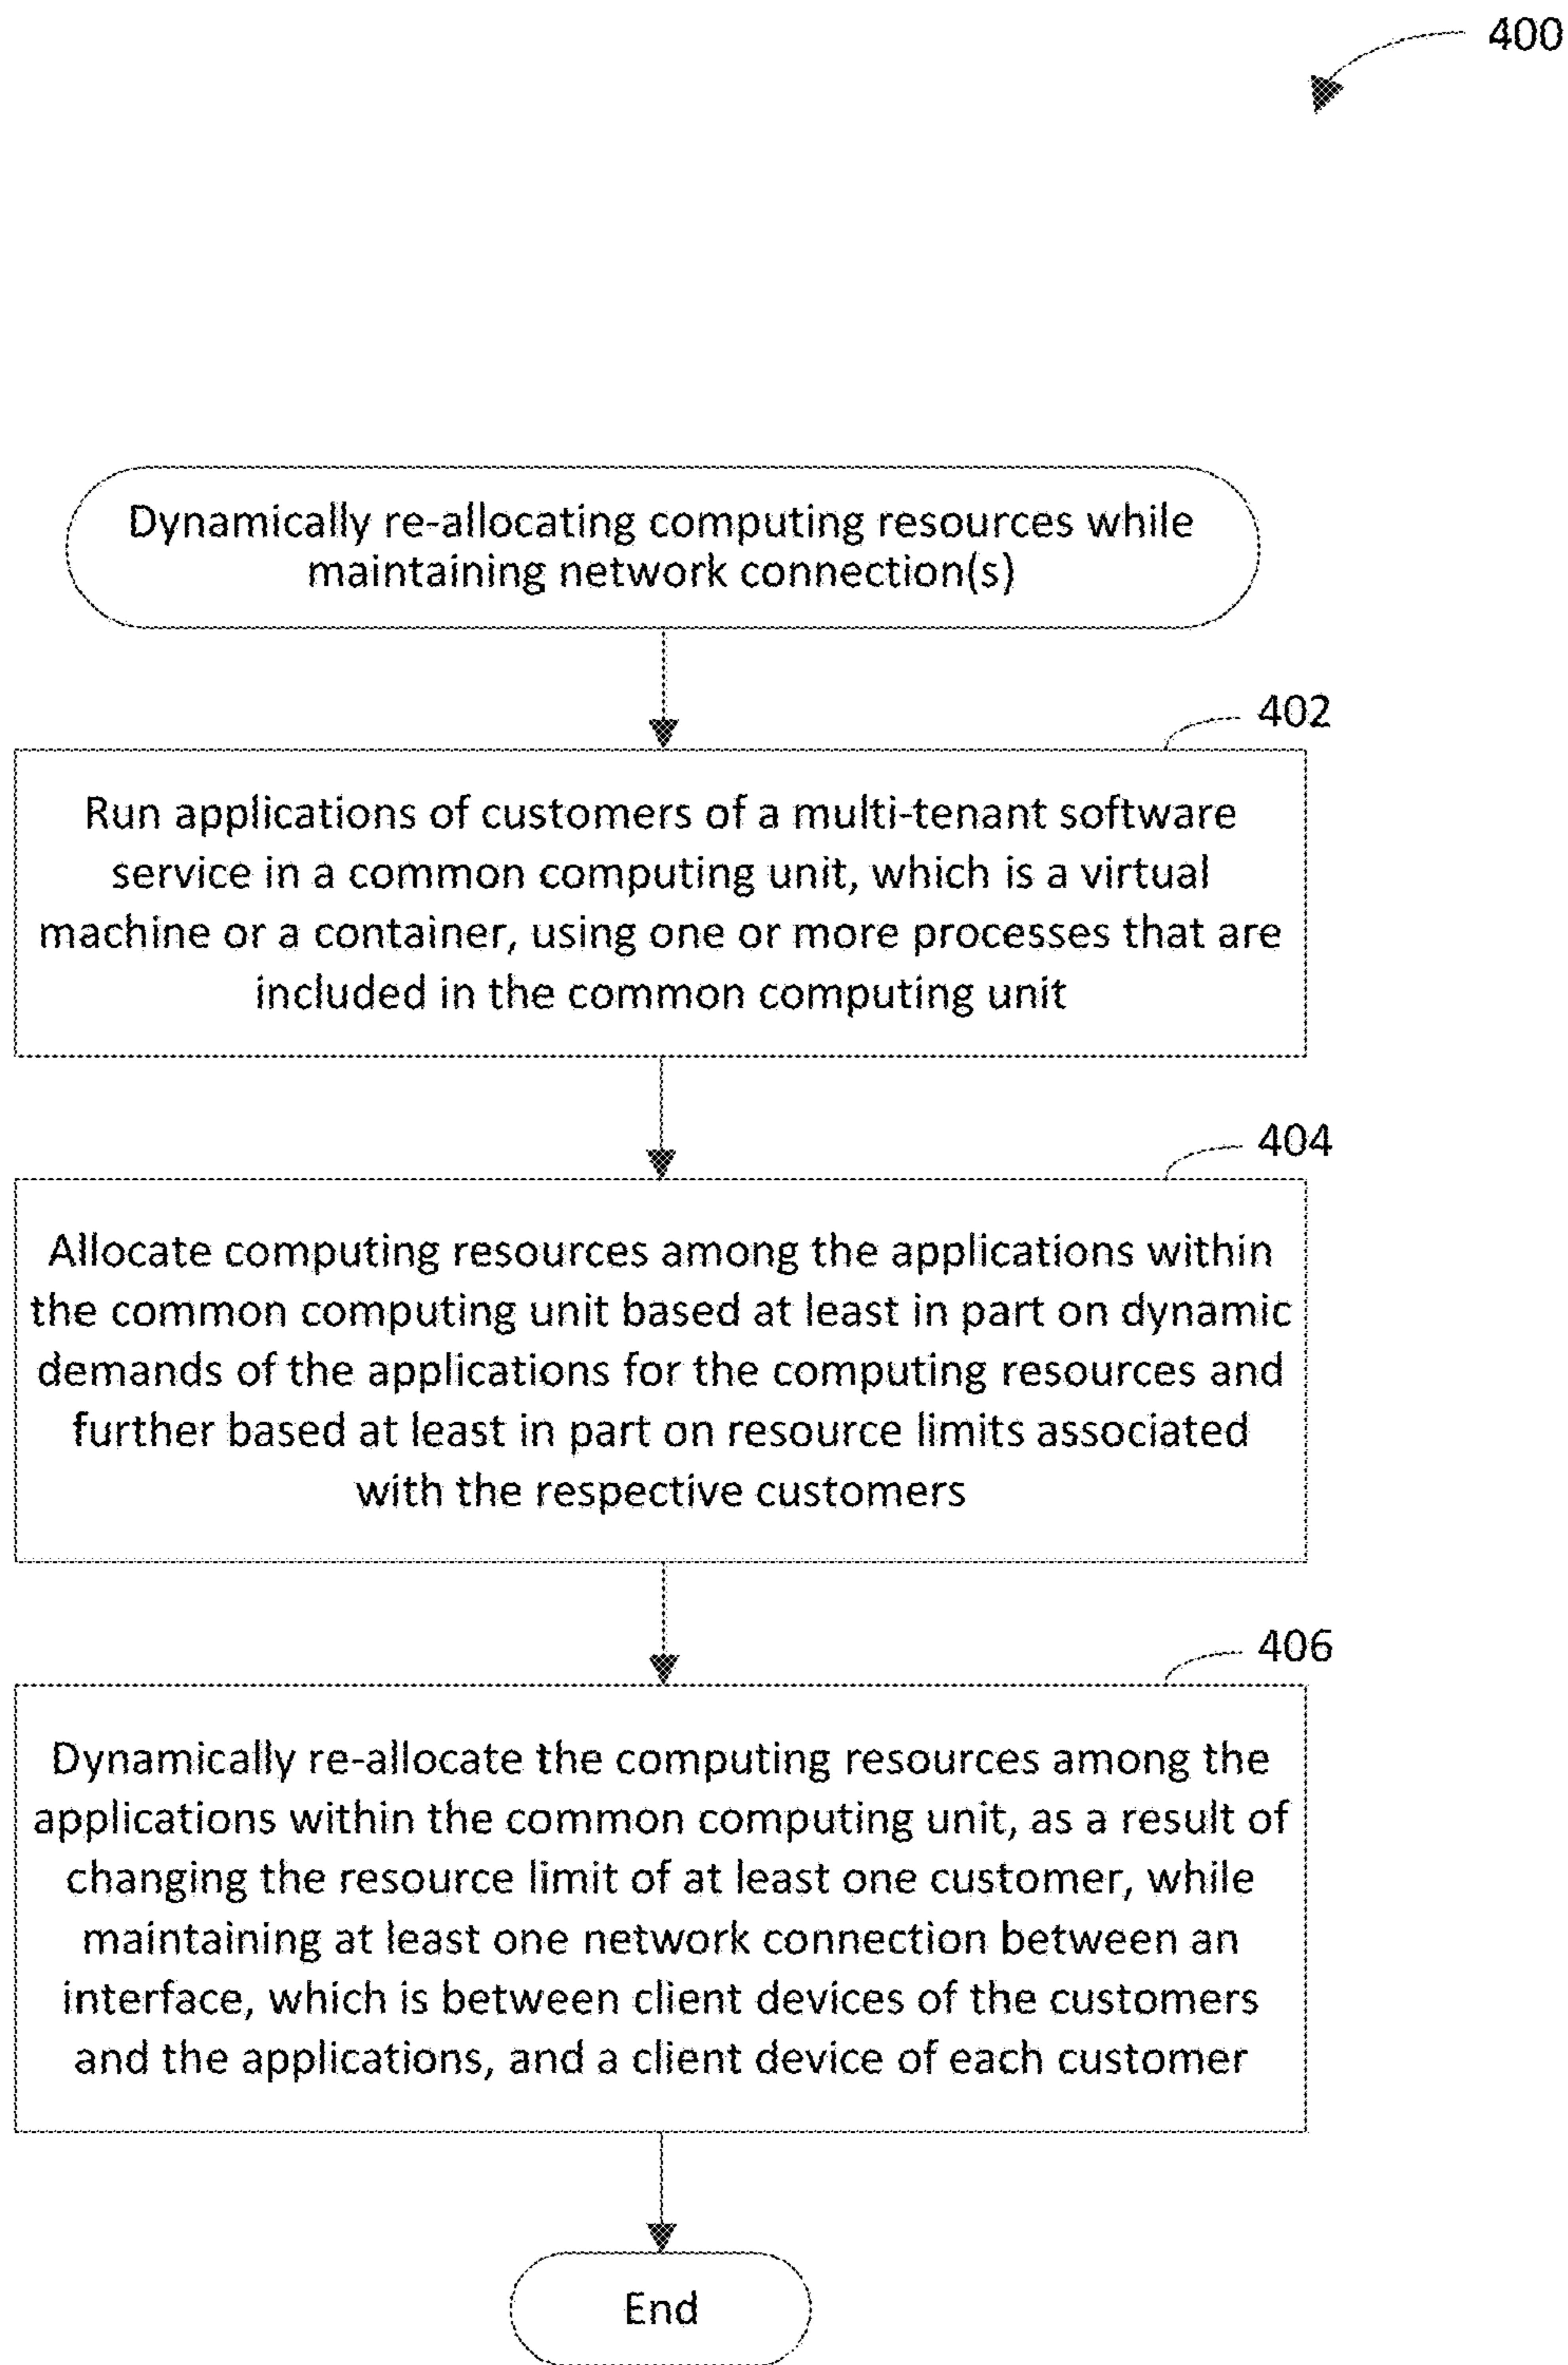 400
Dynamically re-allocating computing resources while
maintaining network connection(s)
402
Run applications of customers of a multi-tenant software
service in a common computing unit, which is a virtual
machine or a container, using one or more processes that are
included in the common computing unit
404
Allocate computing resources among the applications within
the common computing unit based at least in part on dynamic
demands of the applications for the computing resources and
further based at least in part on resource limits associated
with the respective customers
406
Dynamically re-allocate the computing resources among the
applications within the common computing unit, as a result of
changing the resource limit of at least one customer, while
maintaining at least one network connection between an
interface, which is between client devices of the customers
and the applications, and a client device of each customer
End